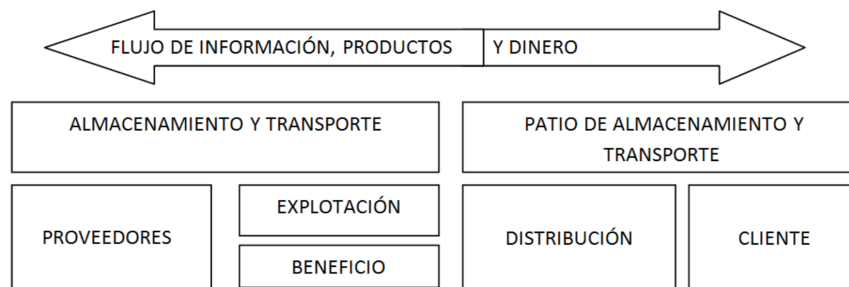 FLUJO DE INFORMACIÓN, PRODUCTOS Y DINERO
ALMACENAMIENTO Y TRANSPORTE
PATIO DE ALMACENAMIENTO Y
TRANSPORTE
PROVEEDORES
EXPLOTACIÓN
BENEFICIO
DISTRIBUCIÓN
CLIENTE